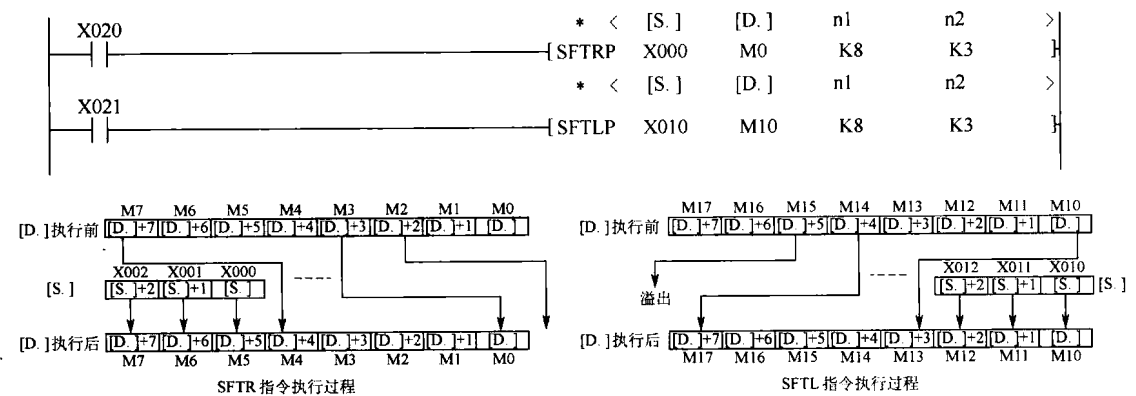 * < [S. ] [D. ] n1 n2 >
X020
[ SFTRP X000 M0 K8 K3 ]
* < [S. ] [D. ] n1 n2 >
X021
[ SFTLP X010 M10 K8 K3 ]
M7 M6 M5 M4 M3 M2 M1 M0
[D. ]执行前 [D. ]+7 [D. ]+6 [D. ]+5 [D. ]+4 [D. ]+3 [D. ]+2 [D. ]+1 [D. ]
X002 X001 X000
[S. ] [S. ]+2 [S. ]+1 [S. ]
[D. ]执行后 [D. ]+7 [D. ]+6 [D. ]+5 [D. ]+4 [D. ]+3 [D. ]+2 [D. ]+1 [D. ]
M7 M6 M5 M4 M3 M2 M1 M0
SFTR 指令执行过程
M17 M16 M15 M14 M13 M12 M11 M10
[D. ]执行前 [D. ]+7 [D. ]+6 [D. ]+5 [D. ]+4 [D. ]+3 [D. ]+2 [D. ]+1 [D. ]
X012 X011 X010
[S. ]+2 [S. ]+1 [S. ] [S. ]
溢出
[D. ]执行后 [D. ]+7 [D. ]+6 [D. ]+5 [D. ]+4 [D. ]+3 [D. ]+2 [D. ]+1 [D. ]
M17 M16 M15 M14 M13 M12 M11 M10
SFTL 指令执行过程